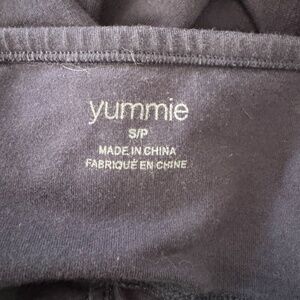 yummie
S/P
MADE IN CHINA
FABRIQUÉ EN CHINE